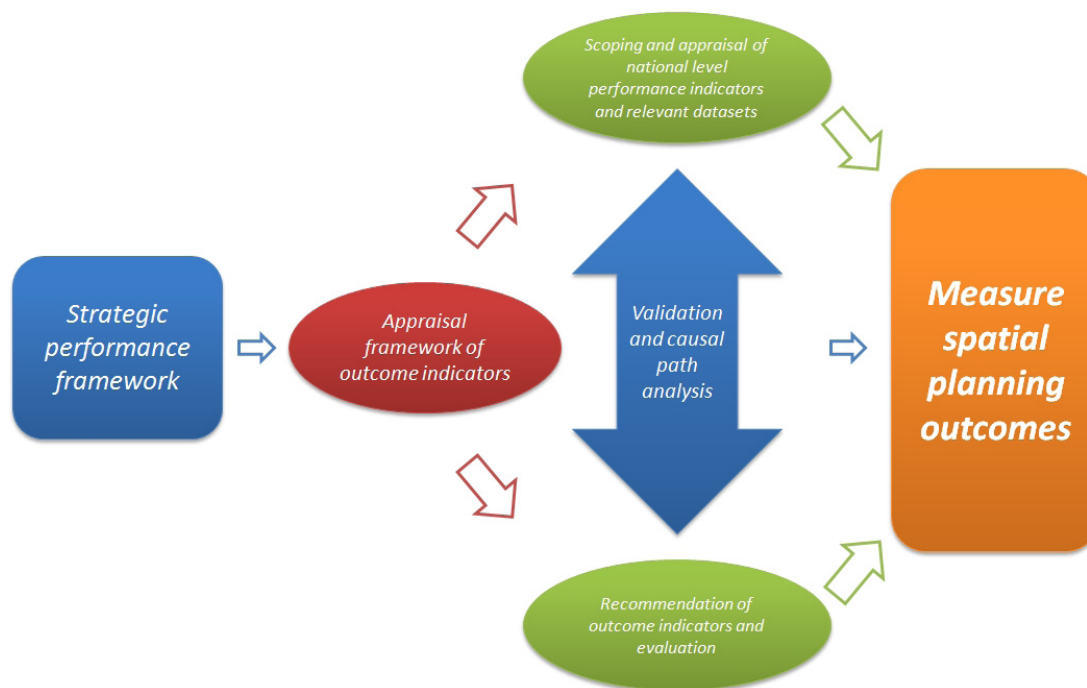 Strategic
performance
framework
Appraisal
framework of
outcome indicators
Scoping and appraisal of
national level
performance indicators
and relevant datasets
Validation
and causal
path
analysis
Recommendation of
outcome indicators and
evaluation
Measure
spatial
planning
outcomes